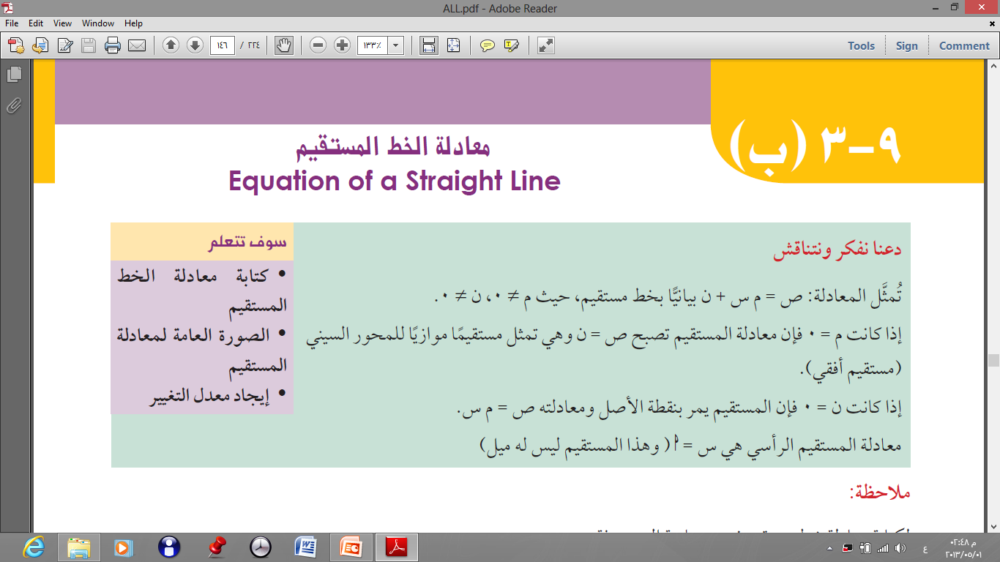 ALL.pdf - Adobe Reader
File Edit View Window Help
١٤٦ / ٢٢٤ ١٣٣٪ Tools Sign Comment
٩-٣ (ب)
معادلة الخط المستقيم
Equation of a Straight Line
دعنا نفكر ونتناقش
تُمثَّل المعادلة: ص = م س + ن بيانيًّا بخط مستقيم، حيث م ≠ ٠، ن ≠ ٠.
إذا كانت م = ٠ فإن معادلة المستقيم تصبح ص = ن وهي تمثل مستقيمًا موازيًا للمحور السيني
(مستقيم أفقي).
إذا كانت ن = ٠ فإن المستقيم يمر بنقطة الأصل ومعادلته ص = م س.
معادلة المستقيم الرأسي هي س = أ( وهذا المستقيم ليس له ميل)
سوف تتعلم
• كتابة معادلة الخط
المستقيم
• الصورة العامة لمعادلة
المستقيم
• إيجاد معدل التغيير
ملاحظة:
ع
٠٢:٤٨ م
٢٠١٣/٠٥/٠١